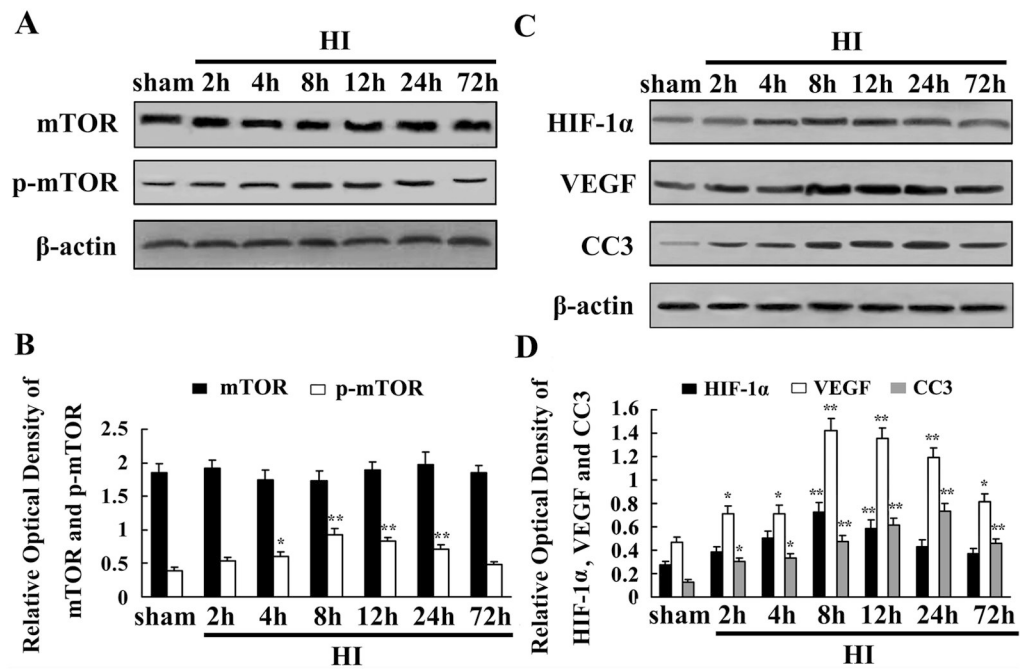 A
HI
sham 2h 4h 8h 12h 24h 72h
mTOR
p-mTOR
β-actin
C
HI
sham 2h 4h 8h 12h 24h 72h
HIF-1α
VEGF
CC3
β-actin
B
Relative Optical Density of
mTOR and p-mTOR
mTOR p-mTOR
2.5
2
1.5
1
0.5
0
* ** ** **
sham 2h 4h 8h 12h 24h 72h
HI
D
Relative Optical Density of
HIF-1α, VEGF and CC3
HIF-1α VEGF CC3
1.6
1.4
1.2
1
0.8
0.6
0.4
0.2
0
* * * * ** ** ** ** ** ** ** ** * **
sham 2h 4h 8h 12h 24h 72h
HI